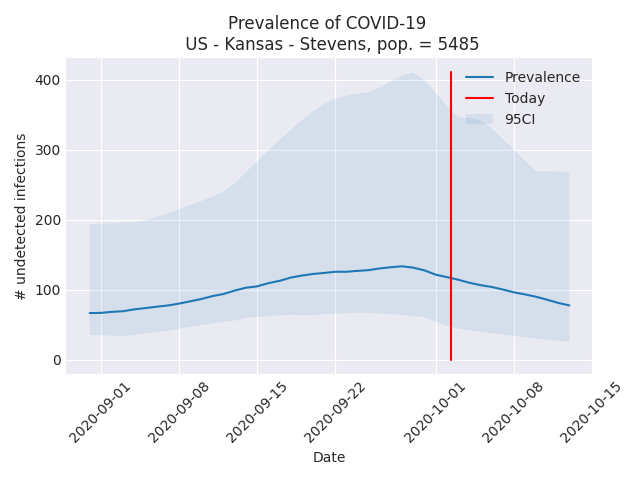 Prevalence of COVID-19
US - Kansas - Stevens, pop. = 5485
Prevalence
Today
95CI
400
300
200
100
0
# undetected infections
2020-09-01
2020-09-08
2020-09-15
2020-09-22
2020-10-01
2020-10-08
2020-10-15
Date